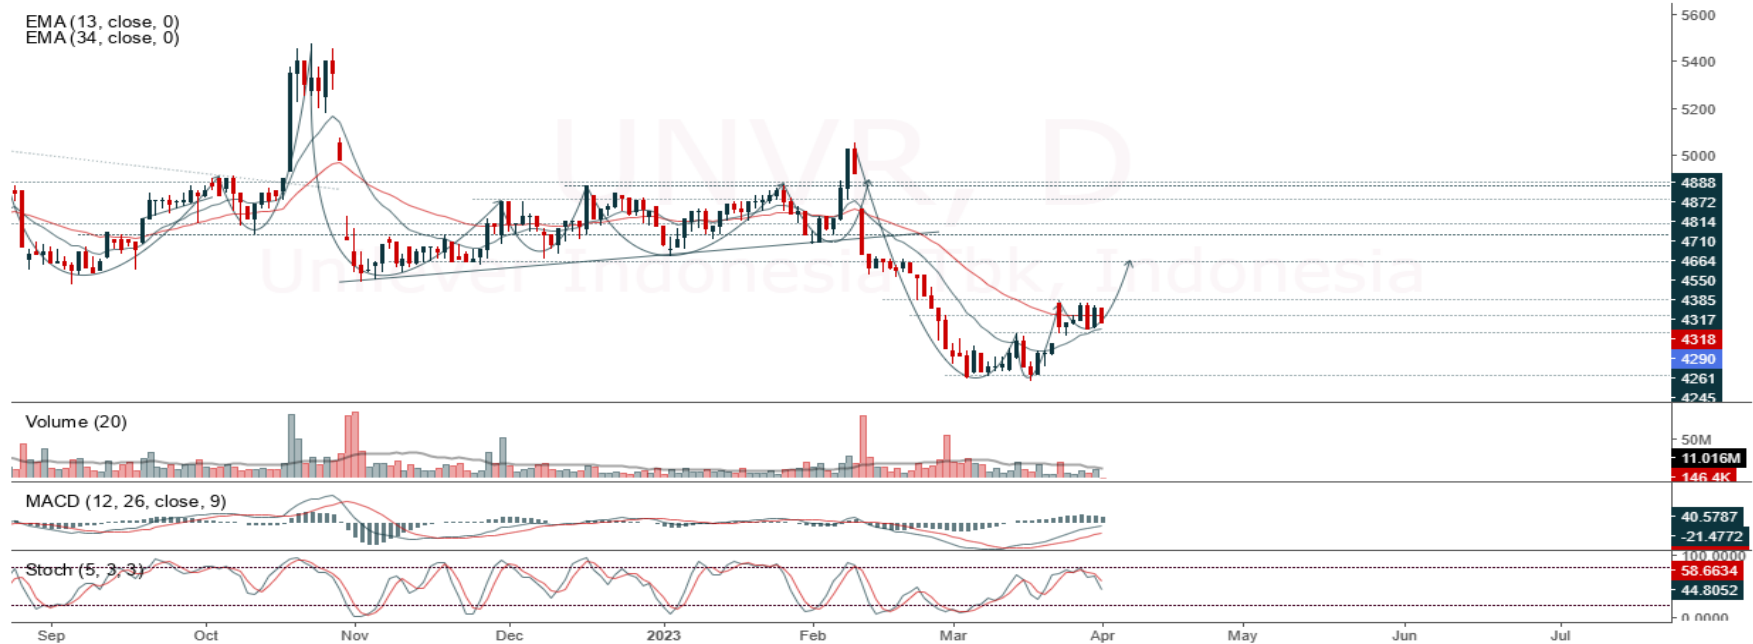 EMA (13, close, 0)
EMA (34, close, 0)
UNVR, D
Unilever Indonesia Tbk, Indonesia
5600
5400
5200
5000
4888
4872
4814
4710
4664
4550
4385
4317
4318
4290
4261
4245
Volume (20)
50M
11.016M
146.4K
MACD (12, 26, close, 9)
40.5787
-21.4772
Stoch (5, 3, 3)
100.0000
58.6634
44.8052
0.0000
Sep Oct Nov Dec 2023 Feb Mar Apr May Jun Jul